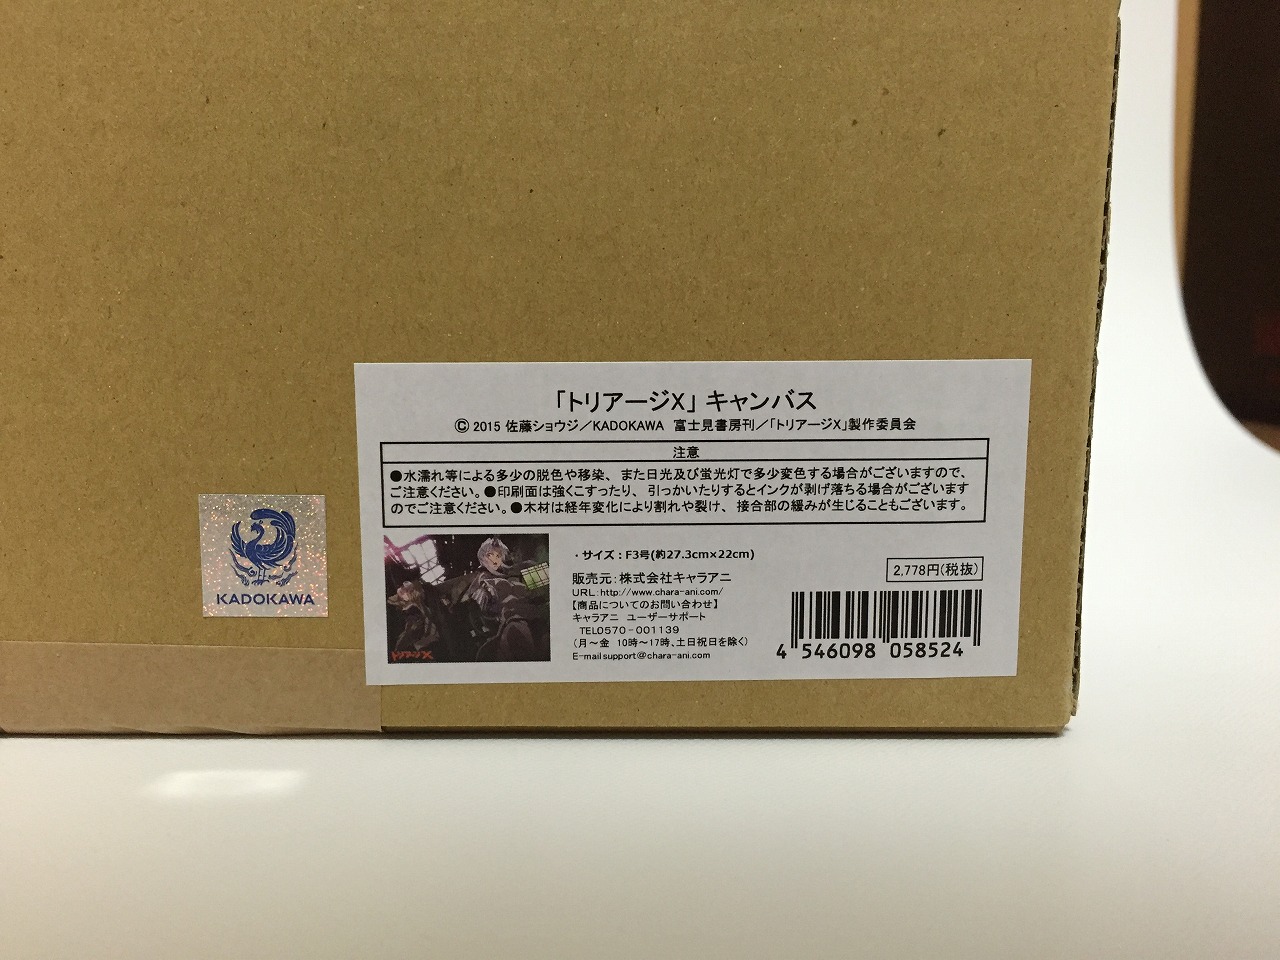 「トリアージX」 キャンバス
Ⓒ 2015 佐藤ショウジ／KADOKAWA 富士見書房刊／「トリアージX」製作委員会
注意
●水濡れ等による多少の脱色や移染、また日光及び蛍光灯で多少変色する場合がございますので、
ご注意ください。●印刷面は強くこすったり、引っかいたりするとインクが剥げ落ちる場合がございます
のでご注意ください。●木材は経年変化により割れや裂け、接合部の緩みが生じることもございます。
KADOKAWA
トリアージX
・サイズ：F3号(約27.3cm×22cm)
販売元：株式会社キャラアニ
URL:http://www.chara-ani.com/
【商品についてのお問い合わせ】
キャラアニ ユーザーサポート
TEL0570-001139
(月～金 10時～17時、土日祝日を除く)
E-mail support@chara-ani.com
2,778円(税抜)
4 546098 058524